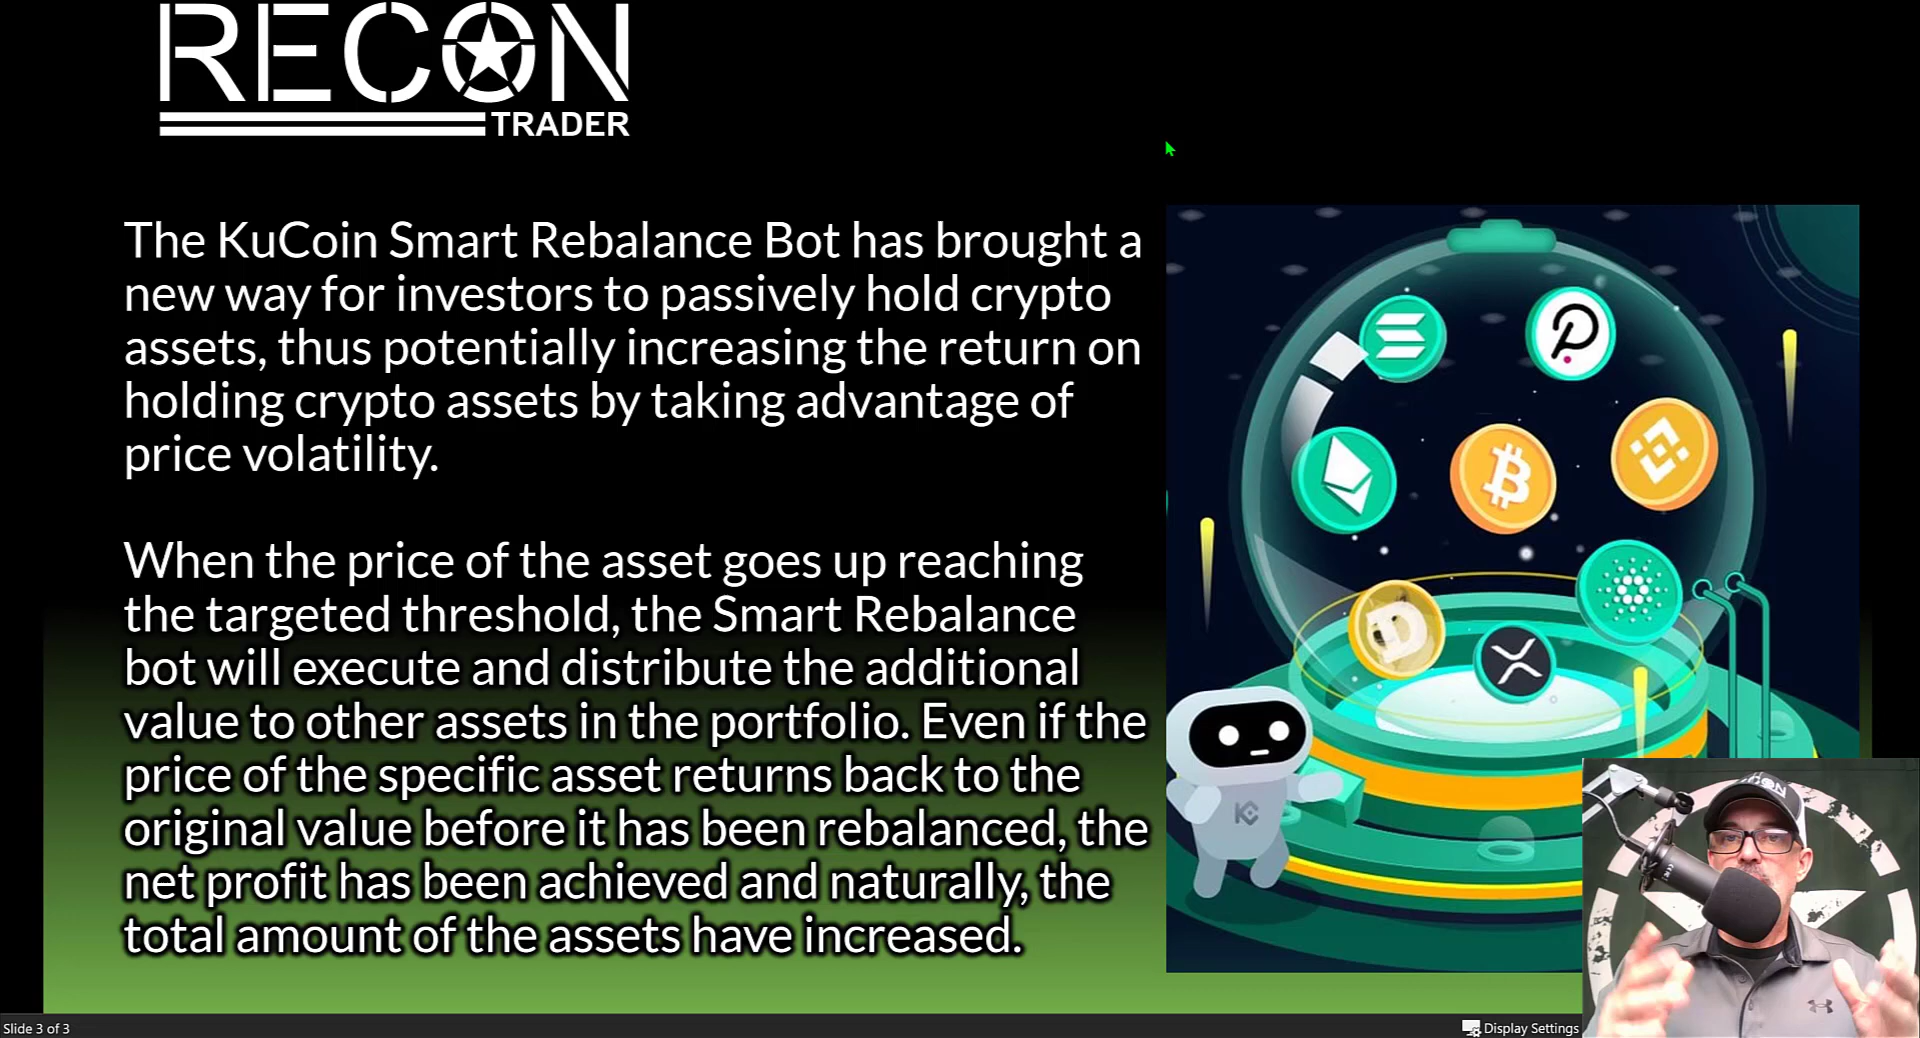 RECON
TRADER
The KuCoin Smart Rebalance Bot has brought a
new way for investors to passively hold crypto
assets, thus potentially increasing the return on
holding crypto assets by taking advantage of
price volatility.
When the price of the asset goes up reaching
the targeted threshold, the Smart Rebalance
bot will execute and distribute the additional
value to other assets in the portfolio. Even if the
price of the specific asset returns back to the
original value before it has been rebalanced, the
net profit has been achieved and naturally, the
total amount of the assets have increased.
Slide 3 of 3
Display Settings